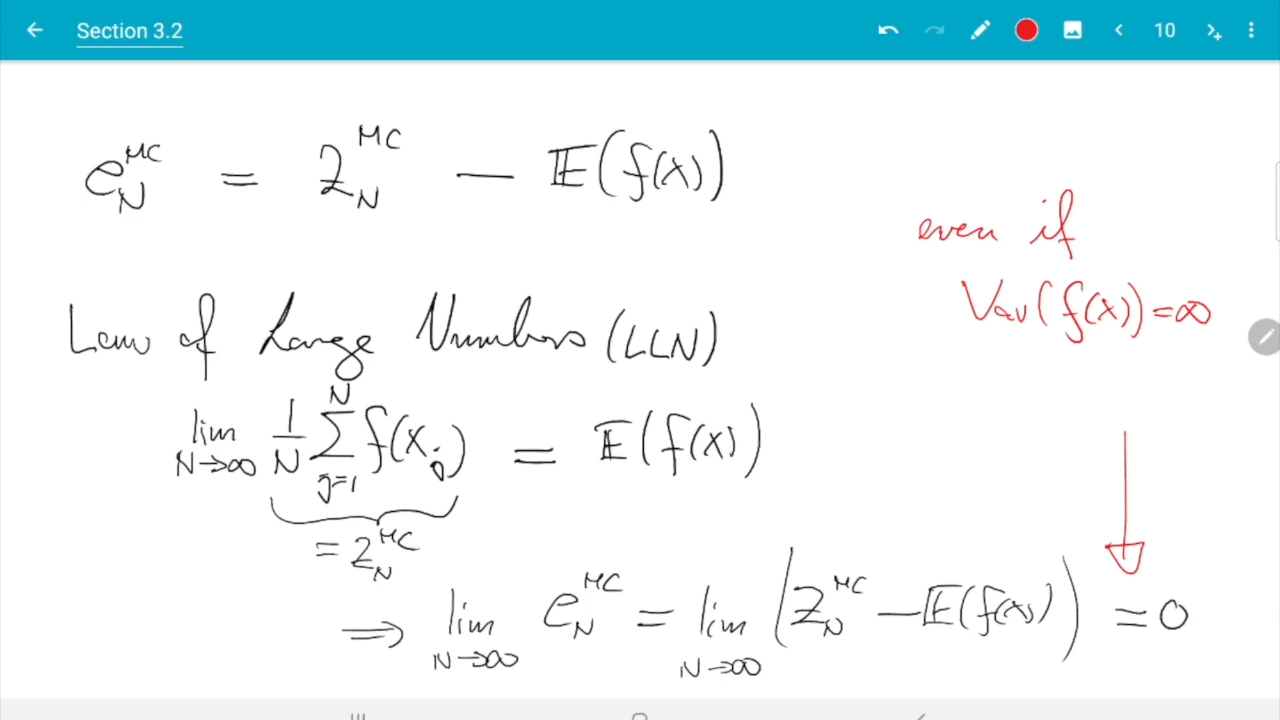 Section 3.2
10
e_N^MC = Z_N^MC − 𝔼(f(X))
even if
Var(f(X)) = ∞
Law of Large Numbers (LLN)
lim_{N→∞} 1/N ∑_{j=1}^N f(X_j) = 𝔼(f(X))
= Z_N^MC
⇒ lim_{N→∞} e_N^MC = lim_{N→∞} (Z_N^MC − 𝔼(f(X))) = 0